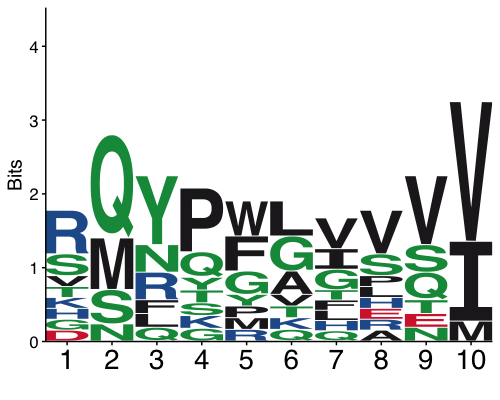 4
3
2
1
0
Bits
R S V T K H G D
Q M S N
Y N R F L Q
P Q Y T S K G
W F G Y P M R
L G A V T K Q
V I G T F L H Q
V S P L H E R A
V S Q T E N
V I M
1 2 3 4 5 6 7 8 9 10